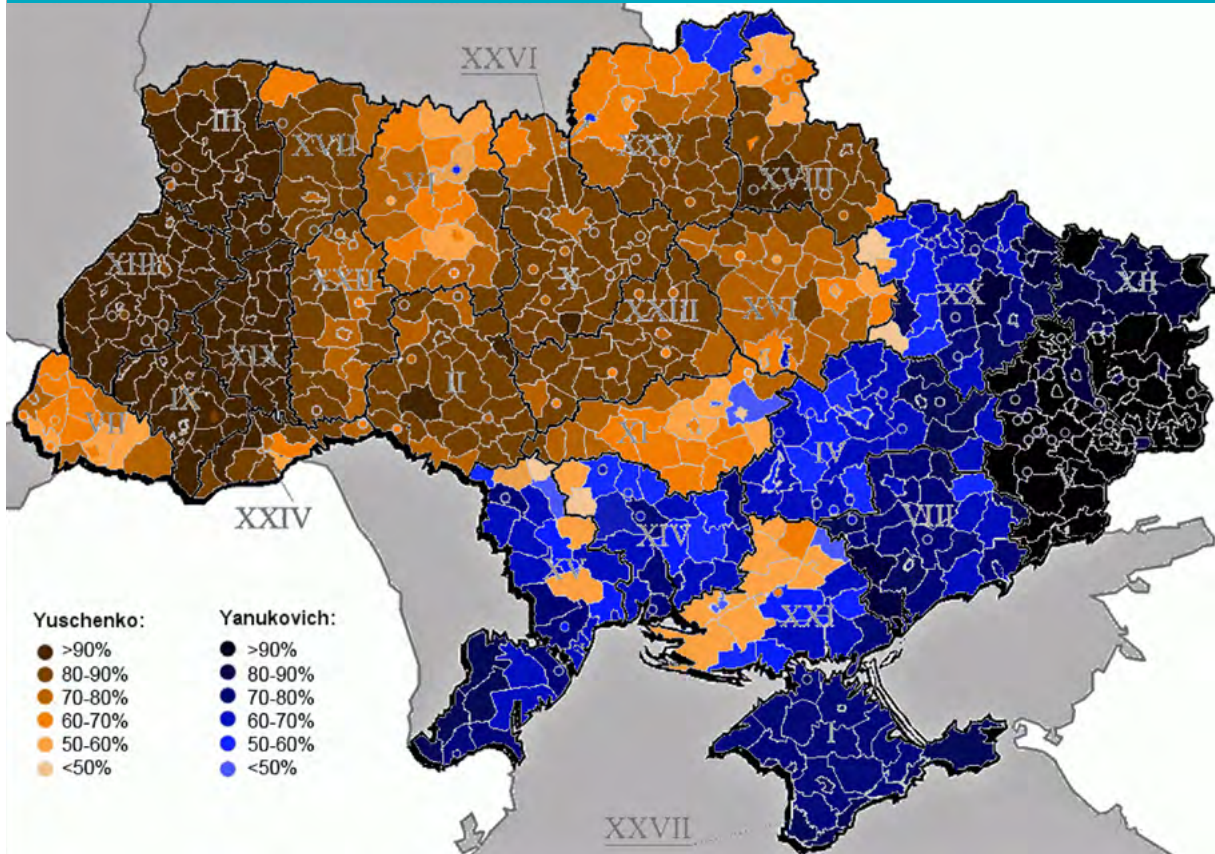 XXVI
III
XVII
VI
XXV
XVIII
XIII
XXII
X
XXIII
XVI
XX
XII
XIX
II
IX
VII
XI
IV
XXIV
XIV
VIII
XV
XXI
I
XXVII
Yuschenko:
>90%
80-90%
70-80%
60-70%
50-60%
<50%
Yanukovich:
>90%
80-90%
70-80%
60-70%
50-60%
<50%